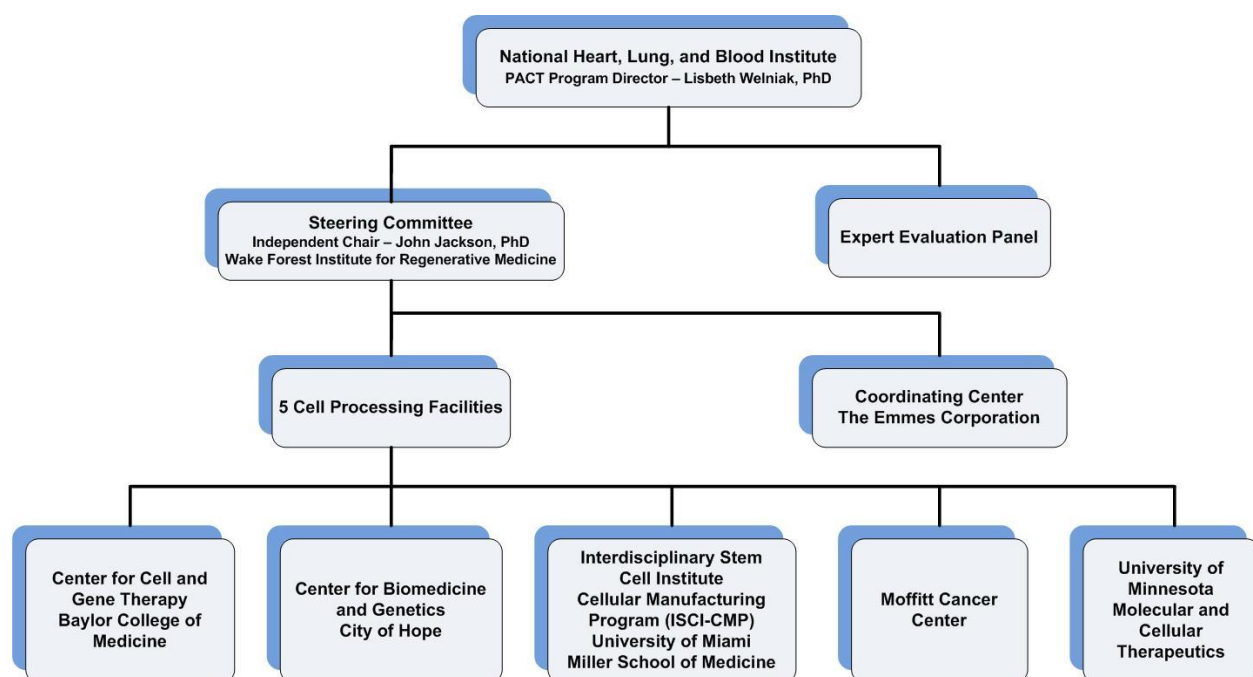 National Heart, Lung, and Blood Institute
PACT Program Director – Lisbeth Welniak, PhD
Steering Committee
Independent Chair – John Jackson, PhD
Wake Forest Institute for Regenerative Medicine
Expert Evaluation Panel
5 Cell Processing Facilities
Coordinating Center
The Emmes Corporation
Center for Cell and
Gene Therapy
Baylor College of
Medicine
Center for Biomedicine
and Genetics
City of Hope
Interdisciplinary Stem
Cell Institute
Cellular Manufacturing
Program (ISCI-CMP)
University of Miami
Miller School of Medicine
Moffitt Cancer
Center
University of
Minnesota
Molecular and
Cellular
Therapeutics